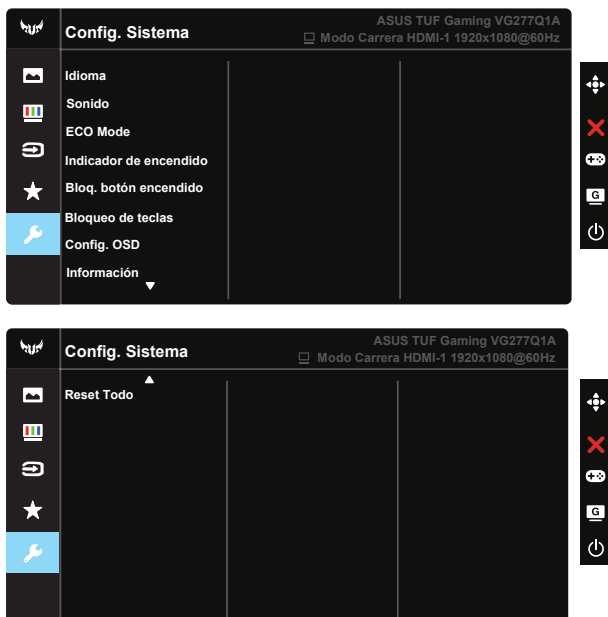 Config. Sistema
ASUS TUF Gaming VG277Q1A
Modo Carrera HDMI-1 1920x1080@60Hz
Idioma
Sonido
ECO Mode
Indicador de encendido
Bloq. botón encendido
Bloqueo de teclas
Config. OSD
Información
G
Config. Sistema
ASUS TUF Gaming VG277Q1A
Modo Carrera HDMI-1 1920x1080@60Hz
Reset Todo
G